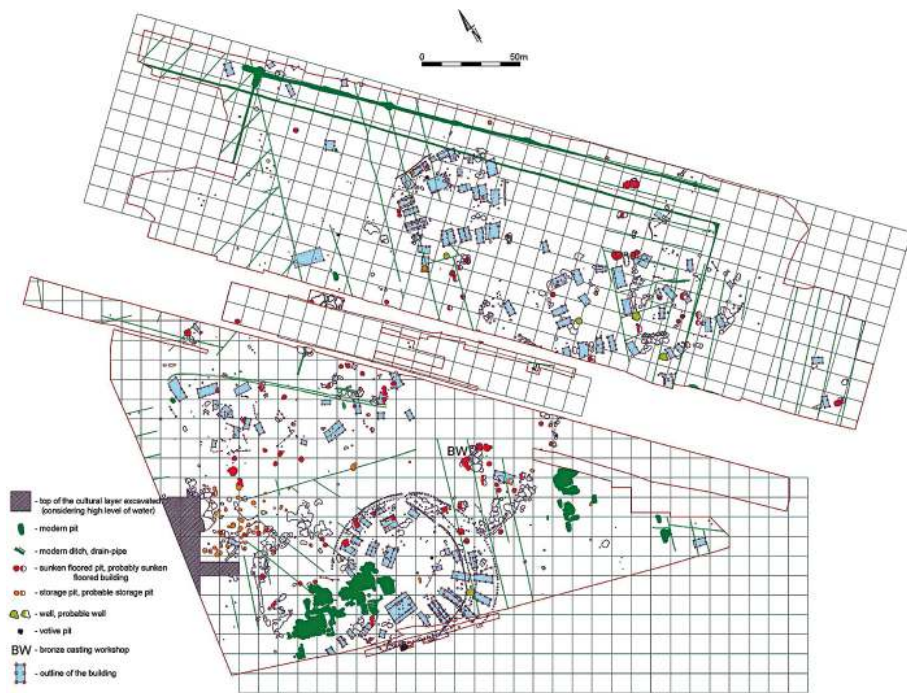 0 50m
BW
- top of the cultural layer excavated
(considering high level of water)
- modern pit
- modern ditch, drain-pipe
- sunken floored pit, probably sunken
floored building
- storage pit, probable storage pit
- well, probable well
- votive pit
BW - bronze casting workshop
- outline of the building